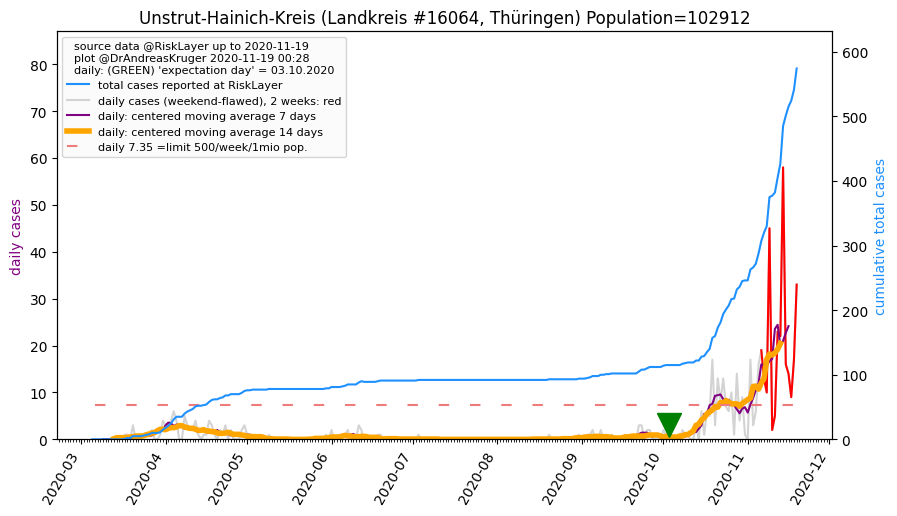 Unstrut-Hainich-Kreis (Landkreis #16064, Thüringen) Population=102912
source data @RiskLayer up to 2020-11-19
plot @DrAndreasKruger 2020-11-19 00:28
daily: (GREEN) 'expectation day' = 03.10.2020
total cases reported at RiskLayer
daily cases (weekend-flawed), 2 weeks: red
daily: centered moving average 7 days
daily: centered moving average 14 days
daily 7.35 =limit 500/week/1mio pop.
daily cases
80
70
60
50
40
30
20
10
0
cumulative total cases
600
500
400
300
200
100
0
2020-03
2020-04
2020-05
2020-06
2020-07
2020-08
2020-09
2020-10
2020-11
2020-12